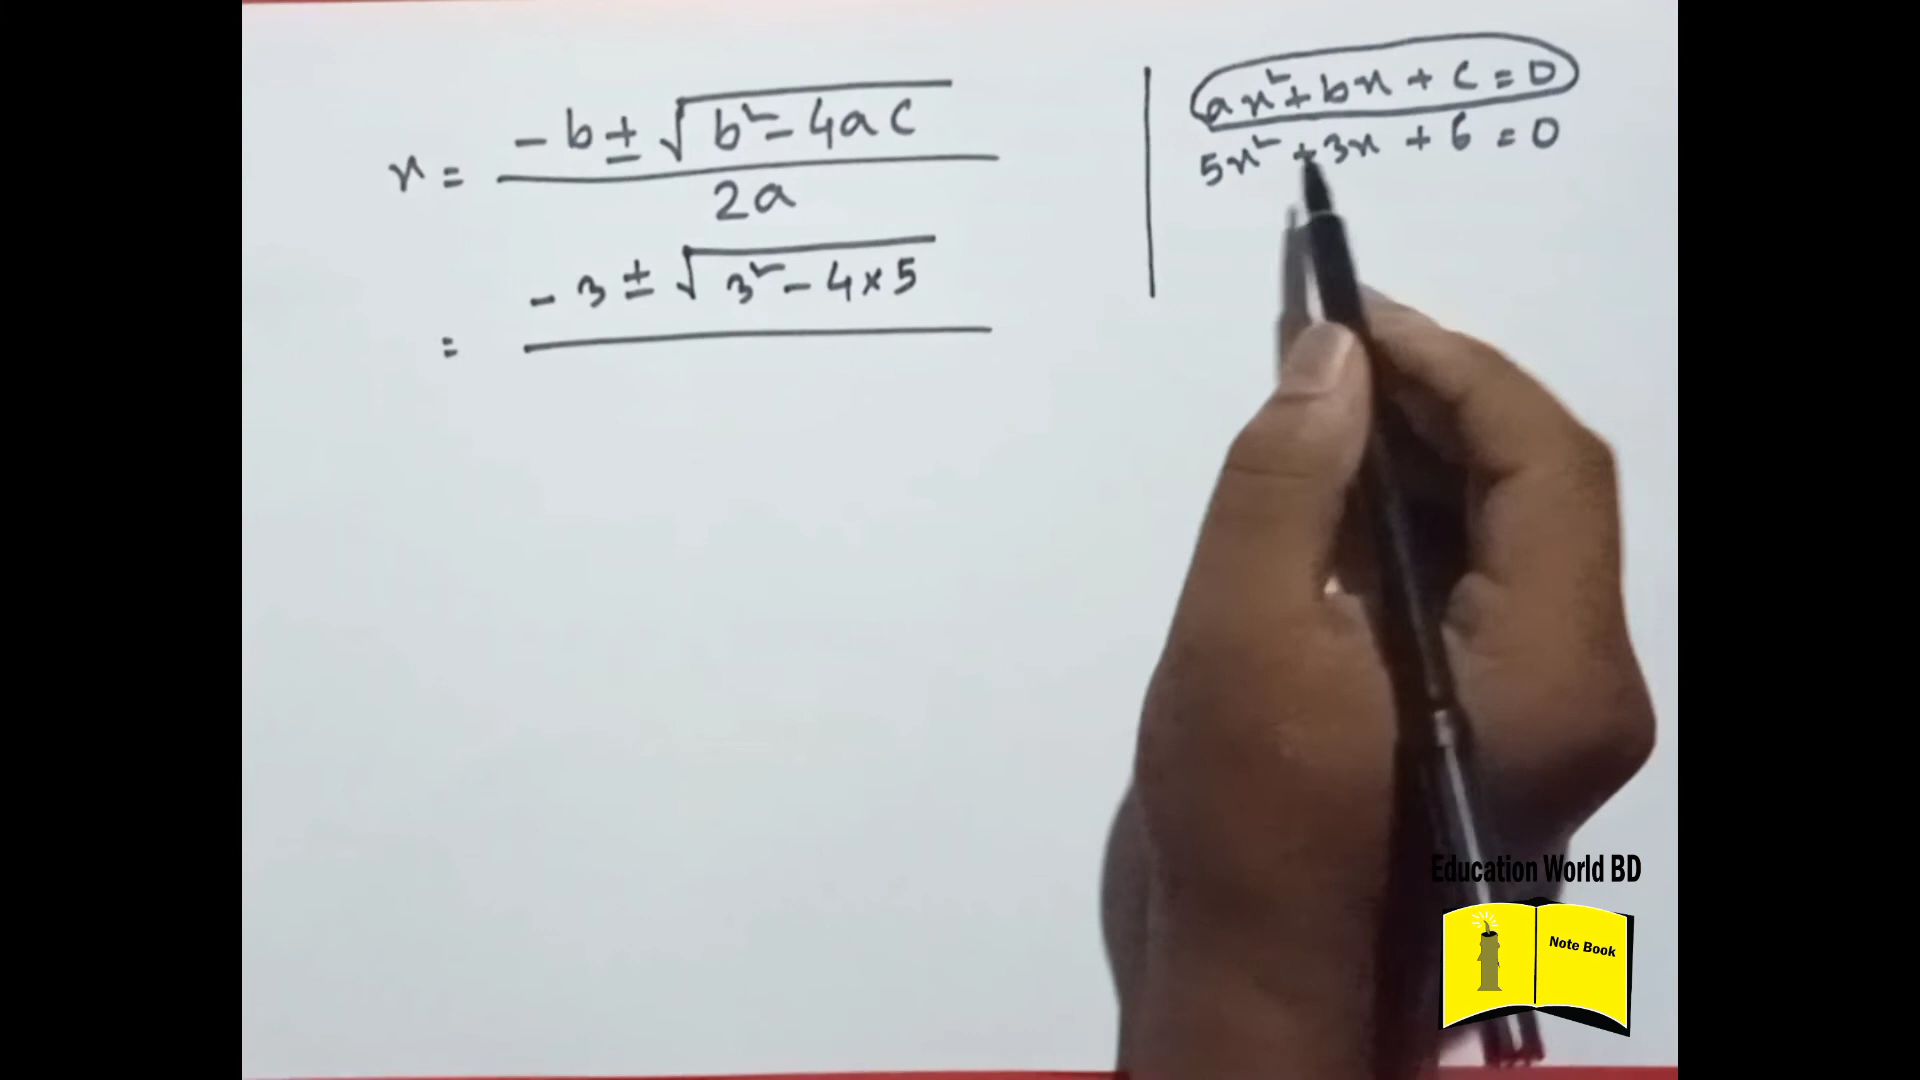 x = -b ± √b² - 4ac
2a
= -3 ± √3² - 4×5
ax² + bx + c = 0
5x² + 3x + 6 = 0
Education World BD
Note Book